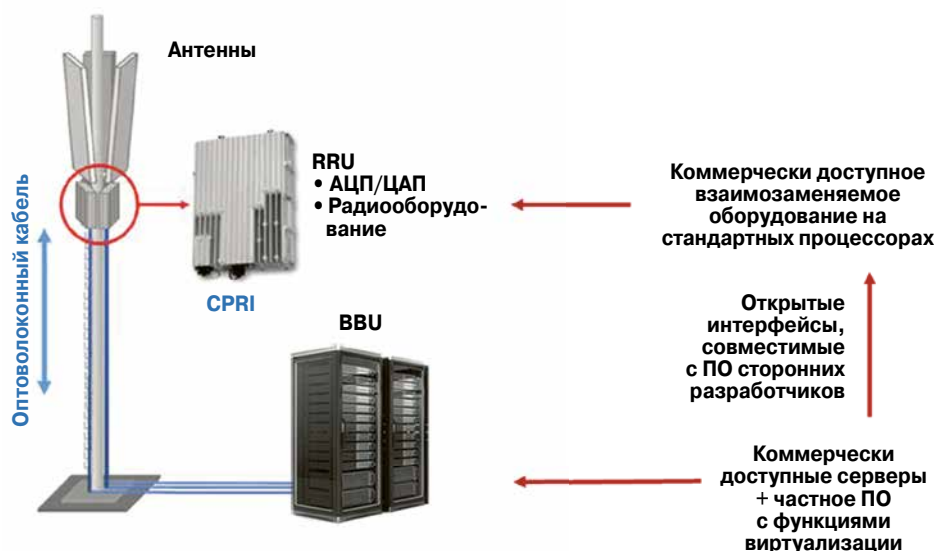 Антенны
RRU
• АЦП/ЦАП
• Радиооборудо-
вание
CPRI
Оптоволоконный кабель
BBU
Коммерчески доступное
взаимозаменяемое
оборудование на
стандартных процессорах
Открытые
интерфейсы,
совместимые
с ПО сторонних
разработчиков
Коммерчески
доступные серверы
+ частное ПО
с функциями
виртуализации